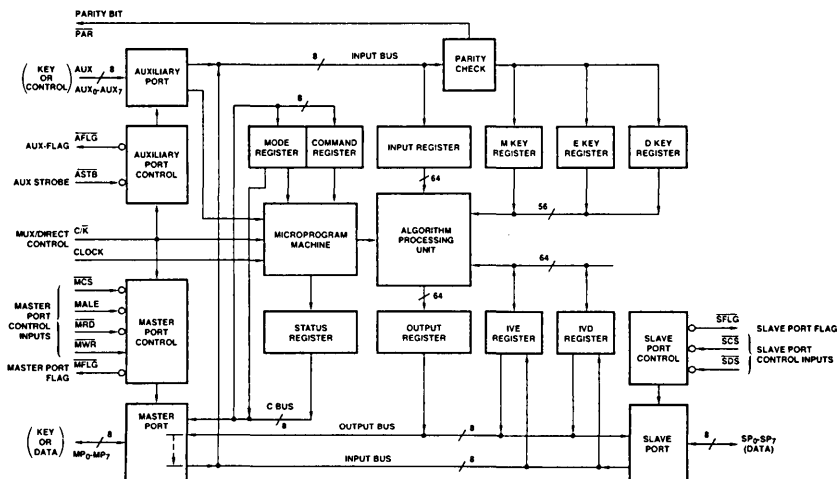 PARITY BIT
PAR
8
INPUT BUS
PARITY
CHECK
(KEY OR CONTROL)
AUX
8
AUX0-AUX7
AUXILIARY
PORT
8
MODE
REGISTER
COMMAND
REGISTER
INPUT REGISTER
M KEY
REGISTER
E KEY
REGISTER
D KEY
REGISTER
AUX-FLAG
AFLG
AUX STROBE
ASTB
AUXILIARY
PORT
CONTROL
64
56
MUX/DIRECT
CONTROL
C/K
CLOCK
MICROPROGRAM
MACHINE
ALGORITHM
PROCESSING
UNIT
64
64
MASTER
PORT
CONTROL
INPUTS
MCS
MALE
MRD
MWR
MASTER PORT
FLAG
MFLG
MASTER
PORT
CONTROL
STATUS
REGISTER
OUTPUT
REGISTER
IVE
REGISTER
IVD
REGISTER
SLAVE
PORT
CONTROL
SFLG
SLAVE PORT FLAG
SCS
SDS
SLAVE PORT
CONTROL INPUTS
C BUS
8
(KEY OR DATA)
8
MP0-MP7
MASTER
PORT
OUTPUT BUS
8
INPUT BUS
8
SLAVE
PORT
8
SP0-SP7
(DATA)